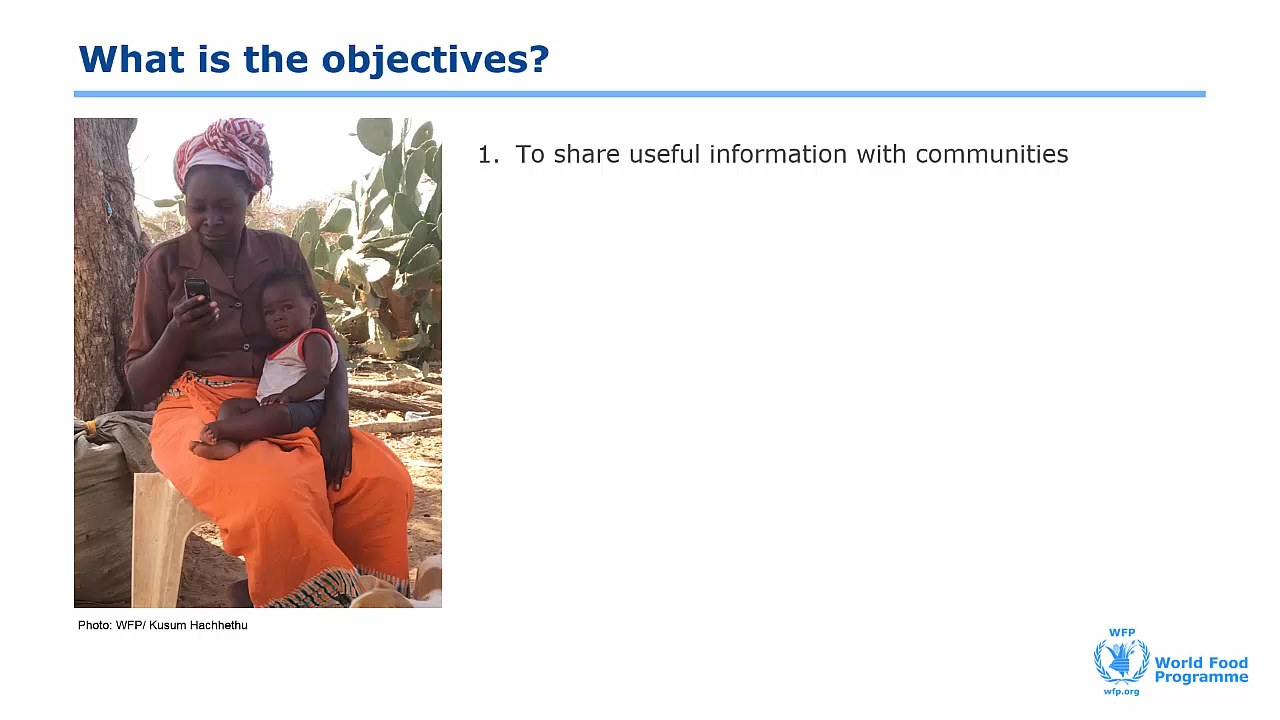 What is the objectives?
1. To share useful information with communities
Photo: WFP/ Kusum Hachhethu
WFP
World Food
Programme
wfp.org